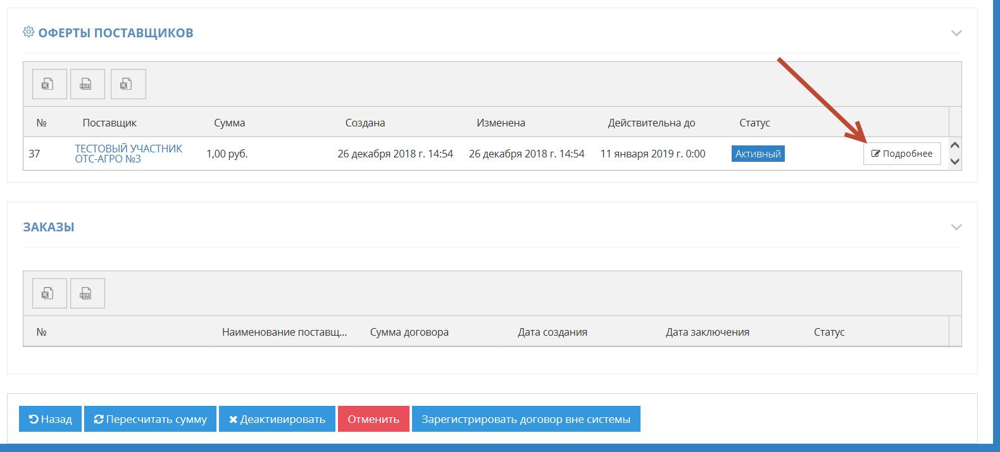 ОФЕРТЫ ПОСТАВЩИКОВ
№ Поставщик Сумма Создана Изменена Действительна до Статус
37 ТЕСТОВЫЙ УЧАСТНИК 1,00 руб. 26 декабря 2018 г. 14:54 26 декабря 2018 г. 14:54 11 января 2019 г. 0:00 Активный Подробнее
ОТС-АГРО №3
ЗАКАЗЫ
PDF
№ Наименование поставщ... Сумма договора Дата создания Дата заключения Статус
Назад Пересчитать сумму Деактивировать Отменить Зарегистрировать договор вне системы